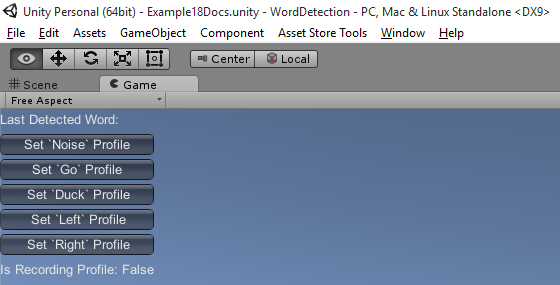 Unity Personal (64bit) - Example18Docs.unity - WordDetection - PC, Mac & Linux Standalone <DX9>
File Edit Assets GameObject Component Asset Store Tools Window Help
Center Local
Scene Game
Free Aspect
Last Detected Word:
Set `Noise` Profile
Set `Go` Profile
Set `Duck` Profile
Set `Left` Profile
Set `Right` Profile
Is Recording Profile: False